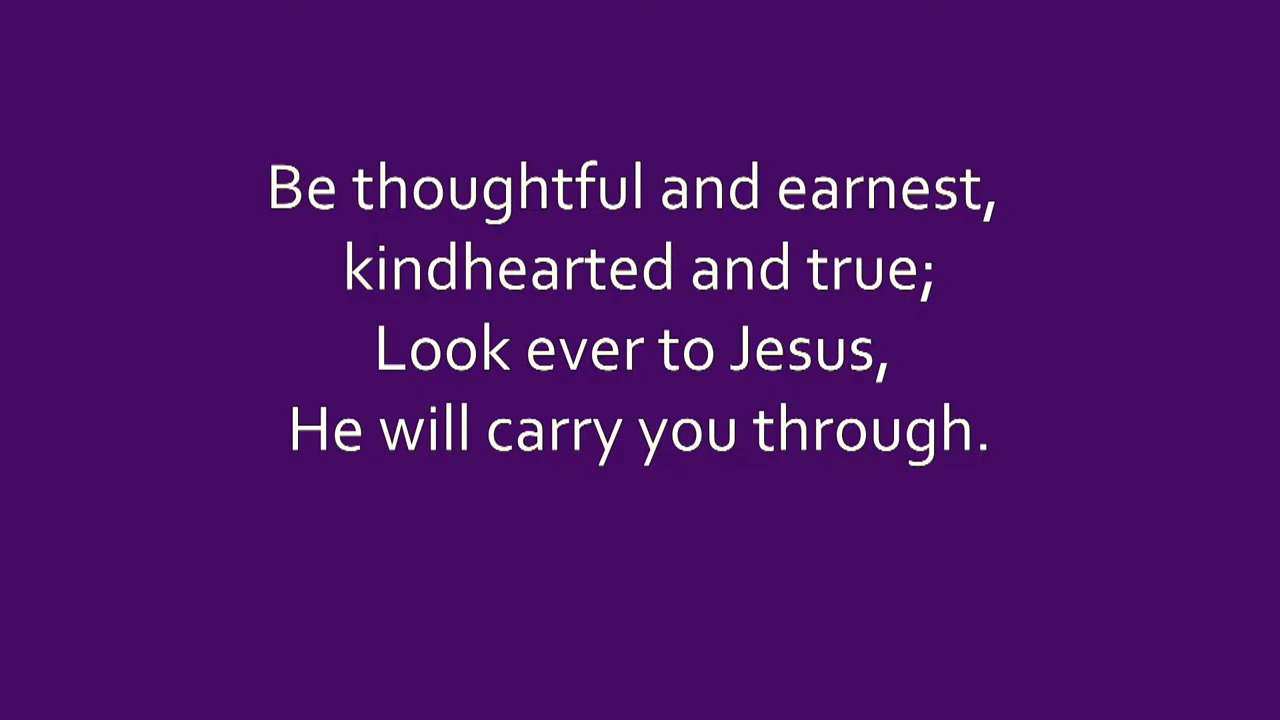 Be thoughtful and earnest,
kindhearted and true;
Look ever to Jesus,
He will carry you through.